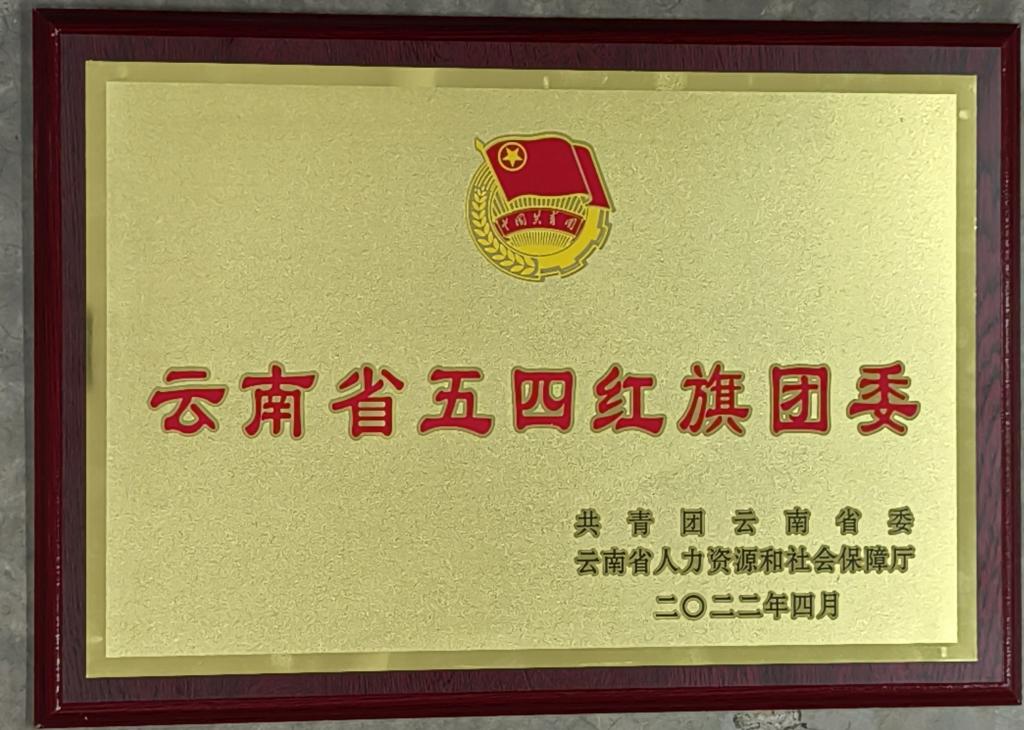 中国共青团
云南省五四红旗团委
共青团云南省委
云南省人力资源和社会保障厅
二〇二二年四月